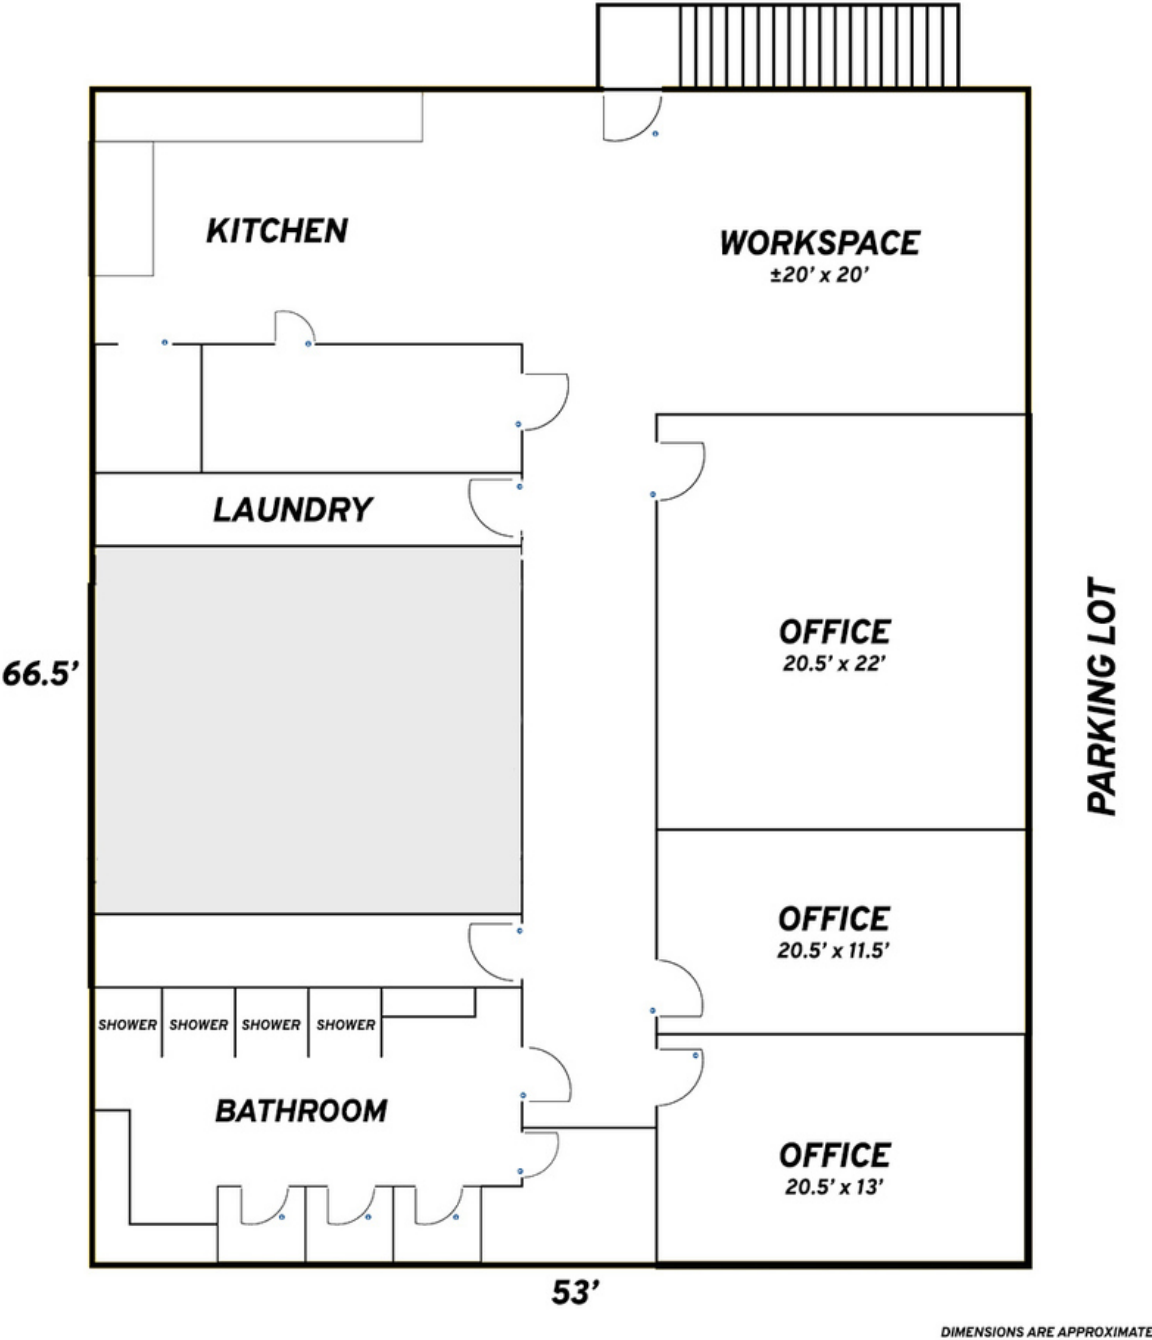 KITCHEN
WORKSPACE
±20’ x 20’
LAUNDRY
OFFICE
20.5’ x 22’
PARKING LOT
66.5’
OFFICE
20.5’ x 11.5’
SHOWER SHOWER SHOWER SHOWER
BATHROOM
OFFICE
20.5’ x 13’
53’
DIMENSIONS ARE APPROXIMATE